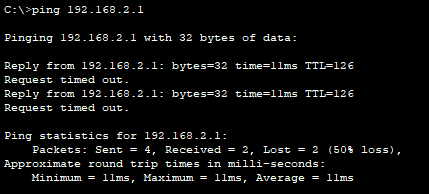 C:\>ping 192.168.2.1
Pinging 192.168.2.1 with 32 bytes of data:
Reply from 192.168.2.1: bytes=32 time=11ms TTL=126
Request timed out.
Reply from 192.168.2.1: bytes=32 time=11ms TTL=126
Request timed out.
Ping statistics for 192.168.2.1:
    Packets: Sent = 4, Received = 2, Lost = 2 (50% loss),
Approximate round trip times in milli-seconds:
    Minimum = 11ms, Maximum = 11ms, Average = 11ms